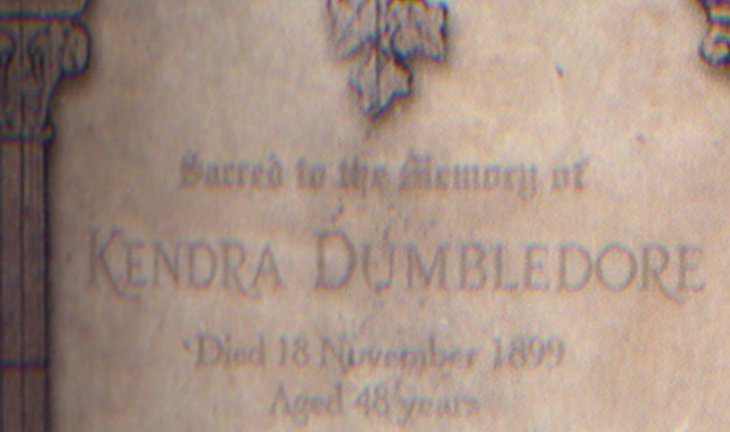 Sacred to the Memory of
KENDRA DUMBLEDORE
Died 18 November 1899
Aged 48 years